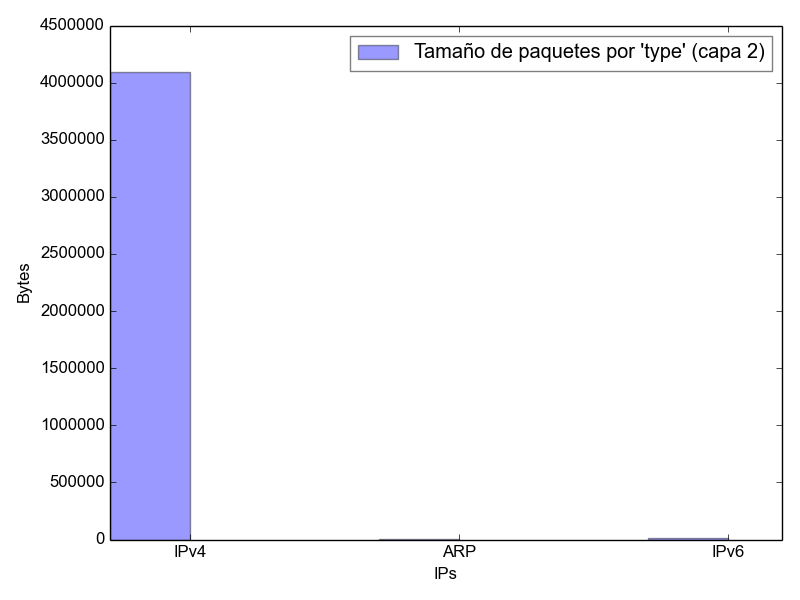 4500000
Tamaño de paquetes por 'type' (capa 2)
4000000
3500000
3000000
2500000
Bytes
2000000
1500000
1000000
500000
0
IPv4 ARP IPv6
IPs